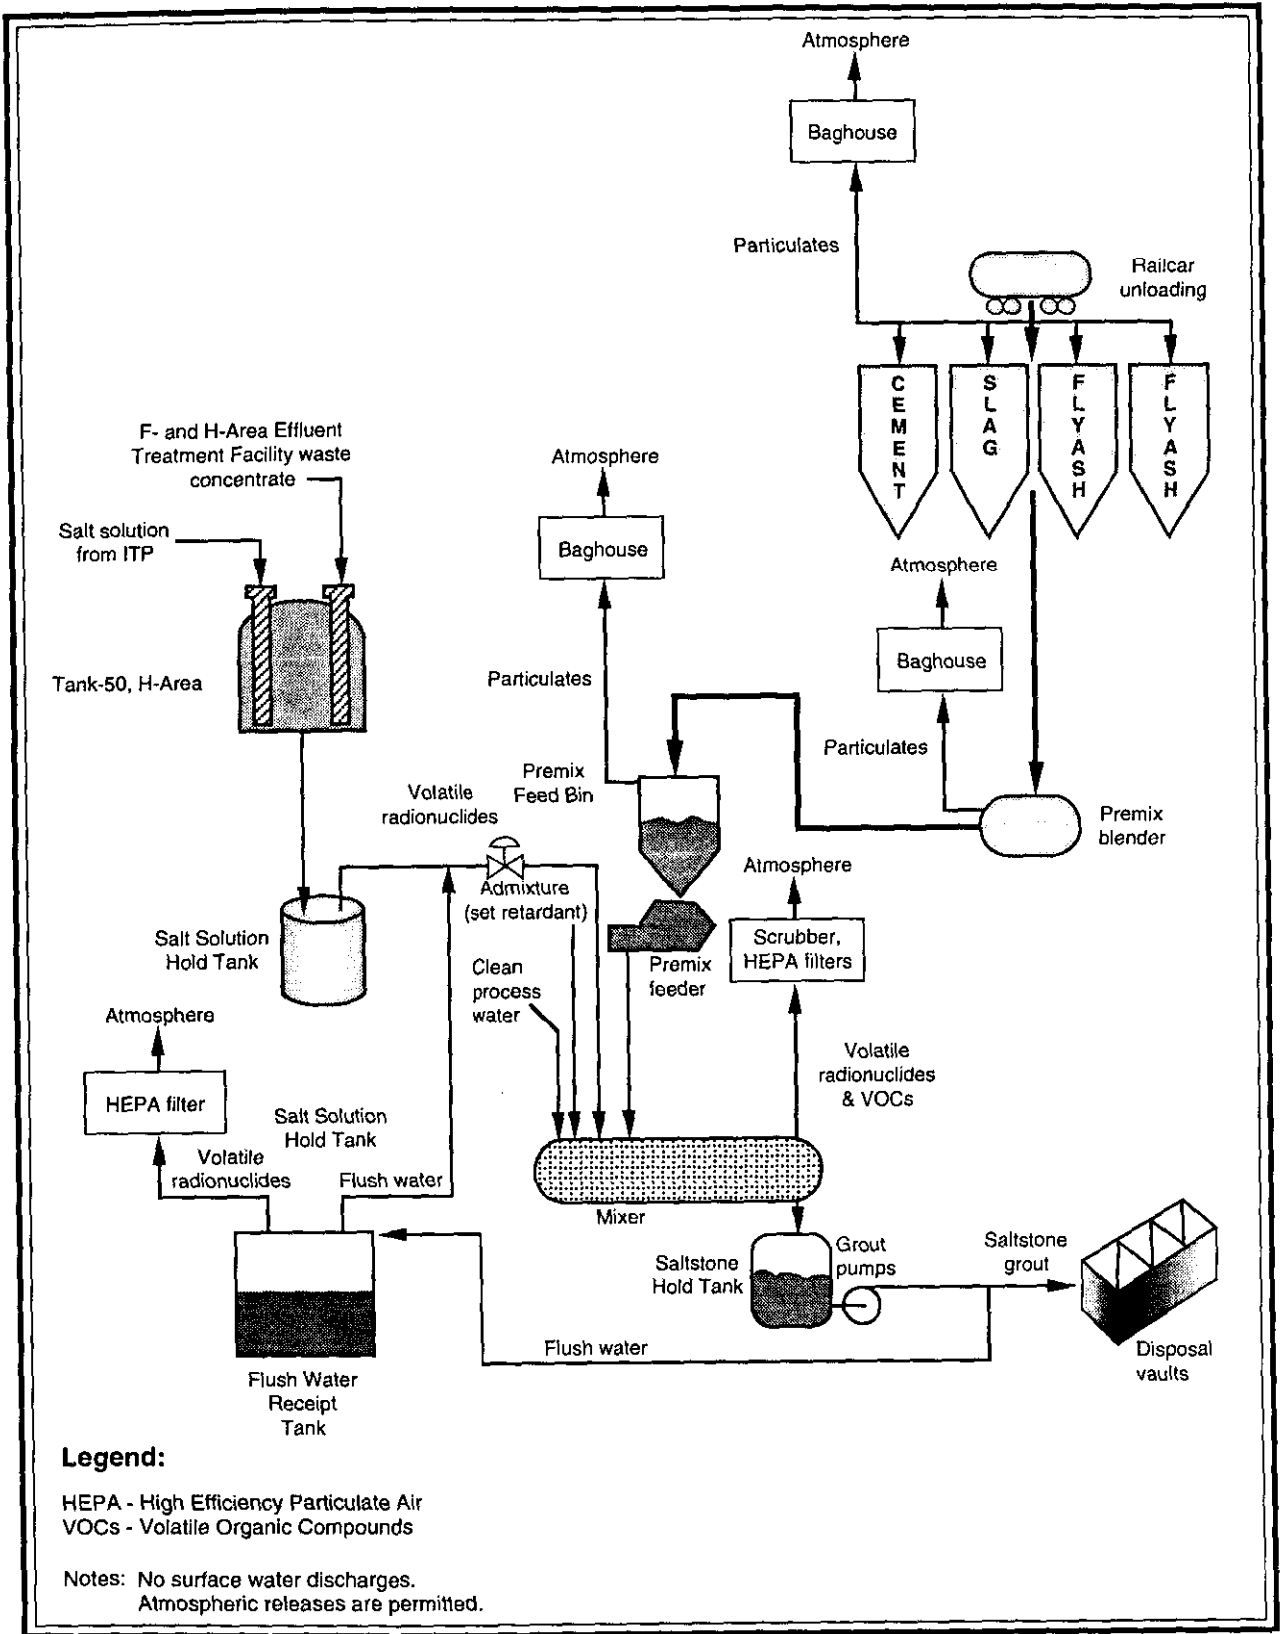 Atmosphere
Baghouse
Particulates
Railcar
unloading
CEMENT
SLAG
FLYASH
FLYASH
F- and H-Area Effluent
Treatment Facility waste
concentrate
Salt solution
from ITP
Tank-50, H-Area
Atmosphere
Baghouse
Particulates
Atmosphere
Baghouse
Particulates
Premix
Feed Bin
Premix
blender
Volatile
radionuclides
Admixture
(set retardant)
Atmosphere
Scrubber,
HEPA filters
Salt Solution
Hold Tank
Clean
process
water
Premix
feeder
Atmosphere
HEPA filter
Volatile
radionuclides
& VOCs
Salt Solution
Hold Tank
Volatile
radionuclides
Flush water
Mixer
Saltstone
Hold Tank
Grout
pumps
Saltstone
grout
Flush water
Disposal
vaults
Flush Water
Receipt
Tank
Legend:
HEPA - High Efficiency Particulate Air
VOCs - Volatile Organic Compounds
Notes: No surface water discharges.
Atmospheric releases are permitted.